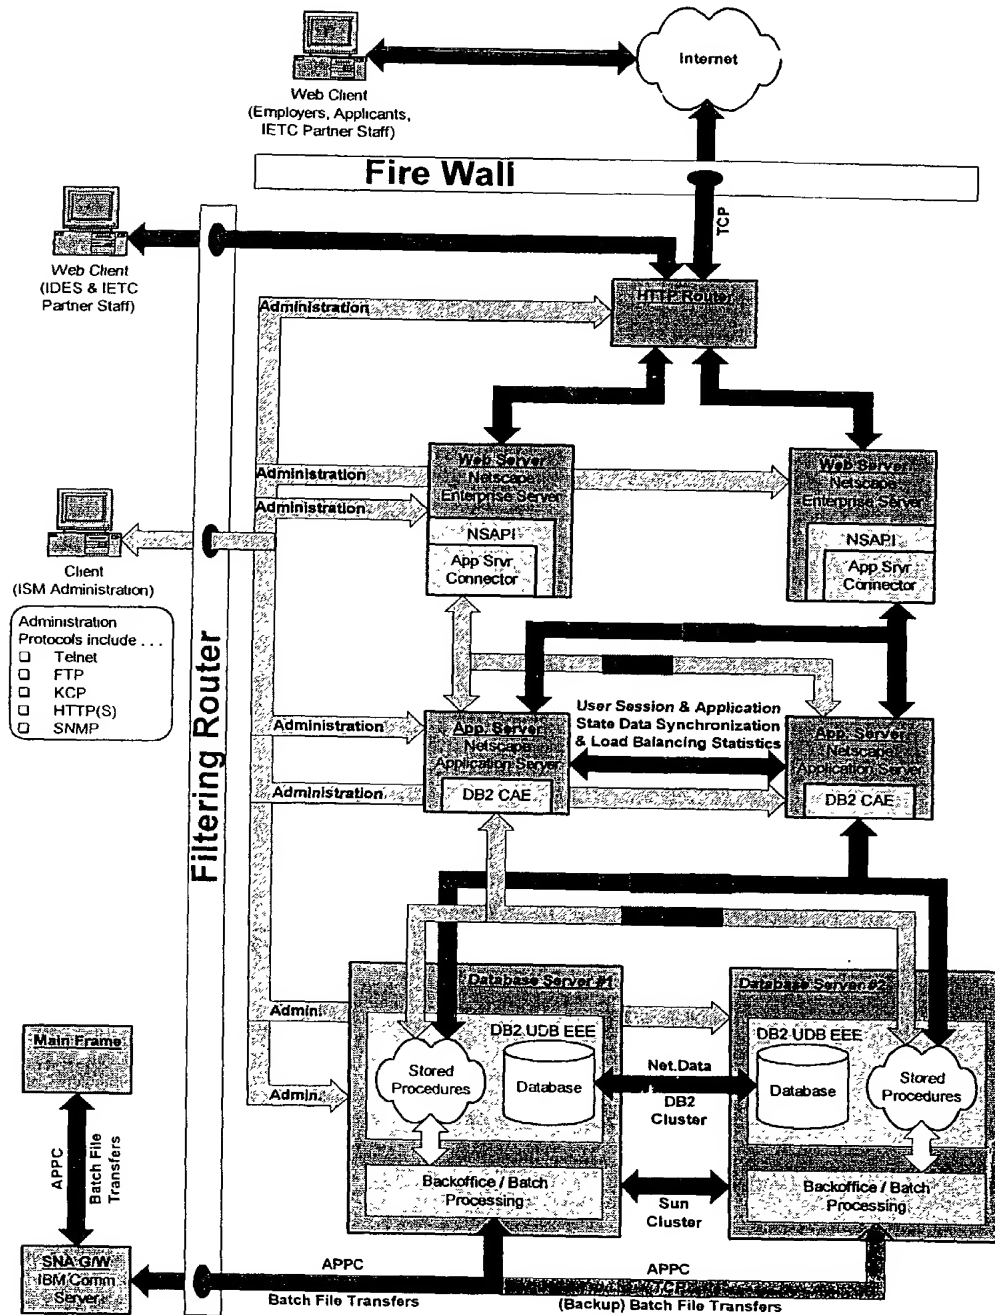 Internet
Web Client
(Employers, Applicants,
IETC Partner Staff)
Fire Wall
TCP
Web Client
(IDES & IETC
Partner Staff)
HTTP Router
Administration
Web Server
Netscape
Enterprise Server
NSAPI
App Srvr
Connector
Web Server
Netscape
Enterprise Server
NSAPI
App Srvr
Connector
Administration
Administration
Client
(ISM Administration)
Administration
Protocols include . . .
❑ Telnet
❑ FTP
❑ KCP
❑ HTTP(S)
❑ SNMP
Filtering Router
User Session & Application
State Data Synchronization
& Load Balancing Statistics
Administration
App. Server
Netscape
Application Server
DB2 CAE
App. Server
Netscape
Application Server
DB2 CAE
Administration
Database Server #1
Admin.
DB2 UDB EEE
Stored
Procedures
Database
Admin.
Backoffice / Batch
Processing
Net.Data
DB2
Cluster
Sun
Cluster
Database Server #2
DB2 UDB EEE
Database
Stored
Procedures
Backoffice / Batch
Processing
Main Frame
APPC
Batch File
Transfers
SNA G/W
IBM Comm
Server
APPC
Batch File Transfers
APPC
TCP
(Backup) Batch File Transfers